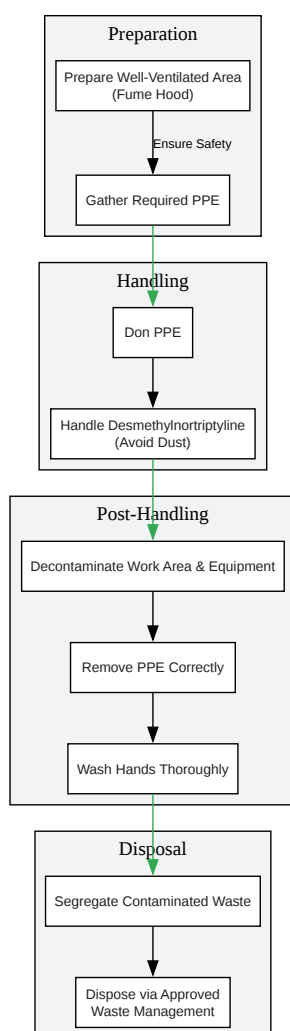 Preparation
Prepare Well-Ventilated Area
(Fume Hood)
Ensure Safety
Gather Required PPE
Handling
Don PPE
Handle Desmethylnortriptyline
(Avoid Dust)
Post-Handling
Decontaminate Work Area & Equipment
Remove PPE Correctly
Wash Hands Thoroughly
Disposal
Segregate Contaminated Waste
Dispose via Approved
Waste Management